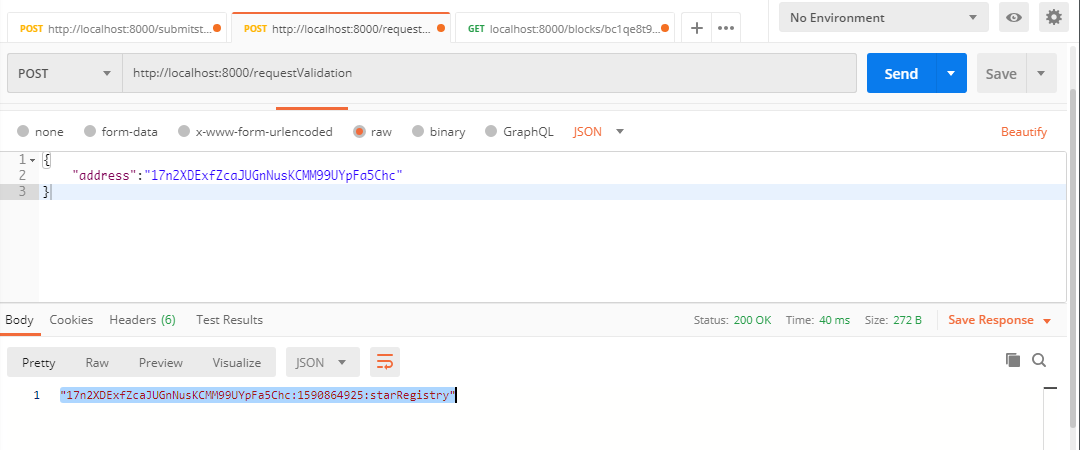 POST http://localhost:8000/submitst... POST http://localhost:8000/request... GET localhost:8000/blocks/bc1qe8t9... No Environment
POST http://localhost:8000/requestValidation Send Save
none form-data x-www-form-urlencoded raw binary GraphQL JSON Beautify
1 {
2 "address":"17n2XDExfZcaJUGnNusKCMM99UYpFa5Chc"
3 }
Body Cookies Headers (6) Test Results Status: 200 OK Time: 40 ms Size: 272 B Save Response
Pretty Raw Preview Visualize JSON
1 "17n2XDExfZcaJUGnNusKCMM99UYpFa5Chc:1590864925:starRegistry"